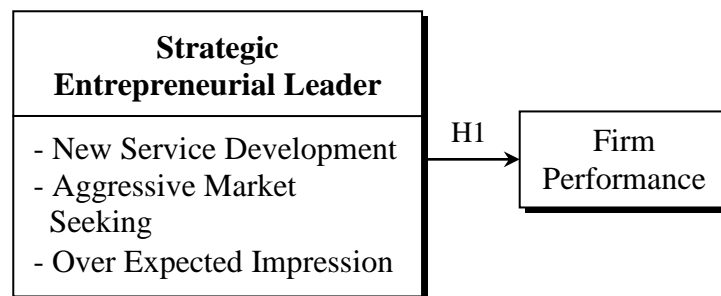 Strategic
Entrepreneurial Leader
- New Service Development
- Aggressive Market
Seeking
- Over Expected Impression
H1
Firm
Performance